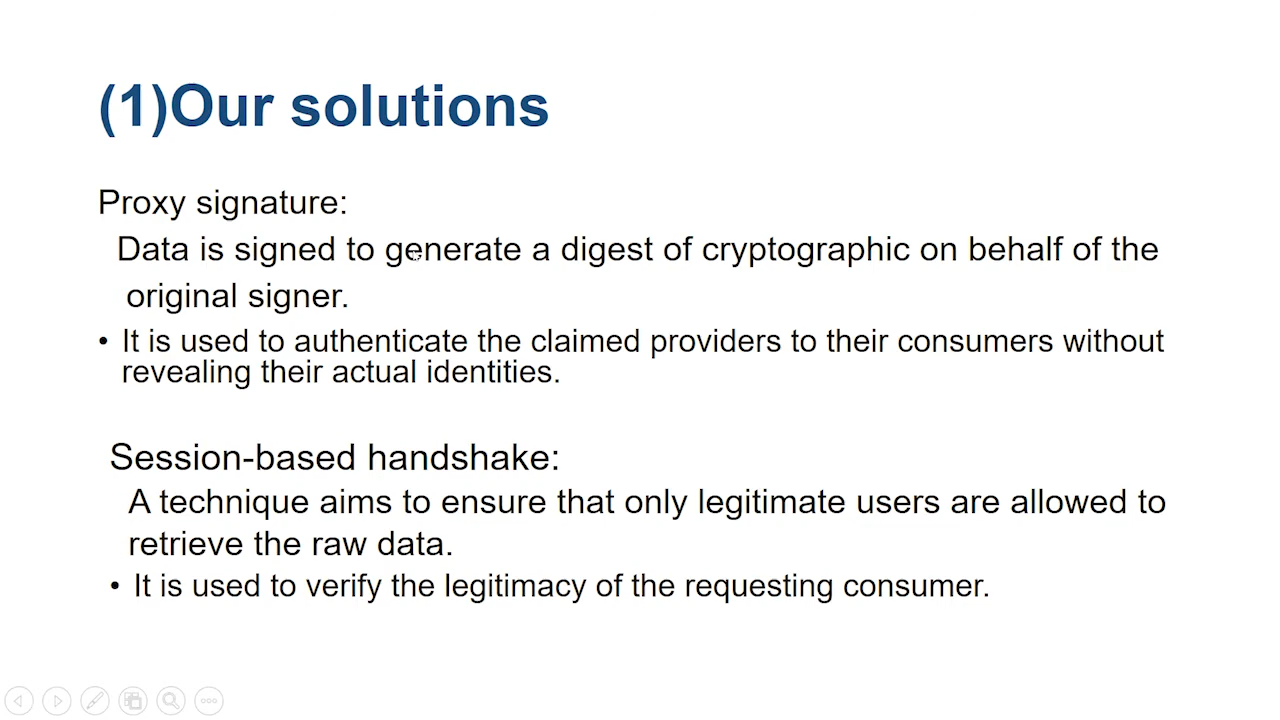 (1)Our solutions
Proxy signature:
Data is signed to generate a digest of cryptographic on behalf of the
original signer.
• It is used to authenticate the claimed providers to their consumers without
revealing their actual identities.
Session-based handshake:
A technique aims to ensure that only legitimate users are allowed to
retrieve the raw data.
• It is used to verify the legitimacy of the requesting consumer.